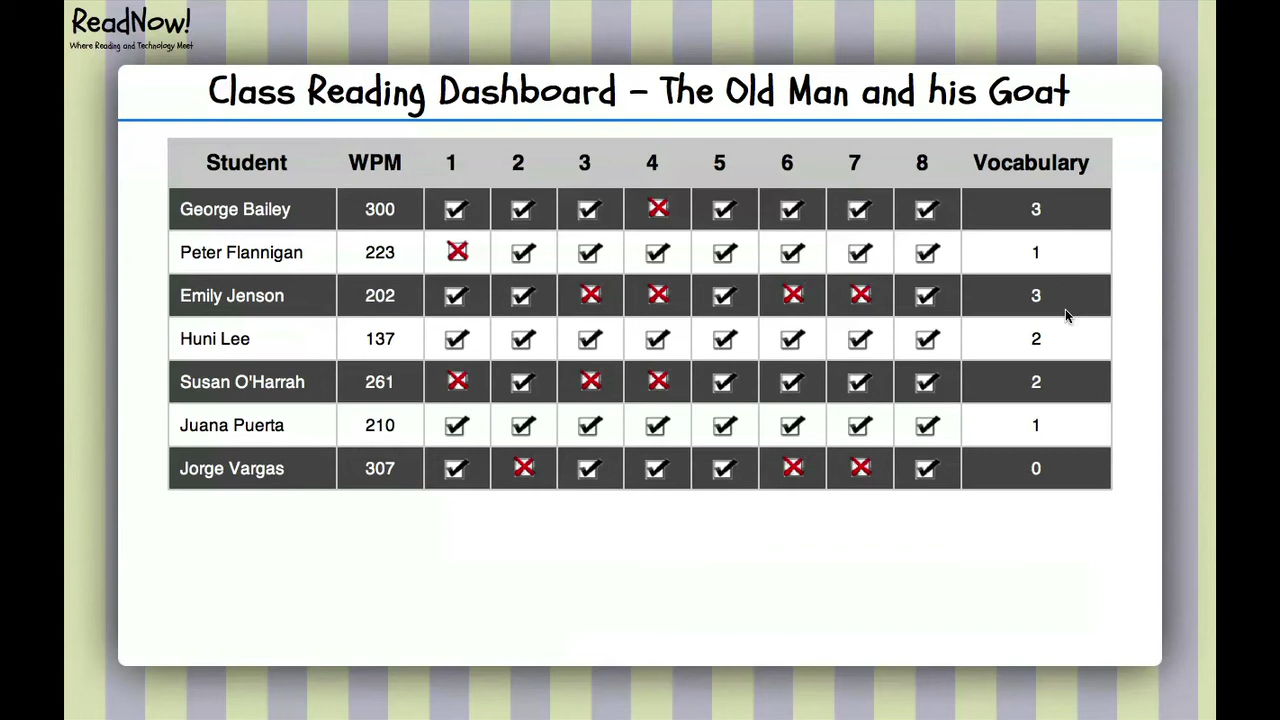 ReadNow!
Where Reading and Technology Meet
Class Reading Dashboard – The Old Man and his Goat
Student WPM 1 2 3 4 5 6 7 8 Vocabulary
George Bailey 300 3
Peter Flannigan 223 1
Emily Jenson 202 3
Huni Lee 137 2
Susan O'Harrah 261 2
Juana Puerta 210 1
Jorge Vargas 307 0